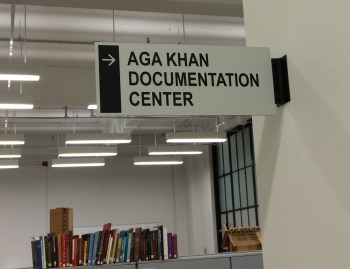 → AGA KHAN
DOCUMENTATION
CENTER